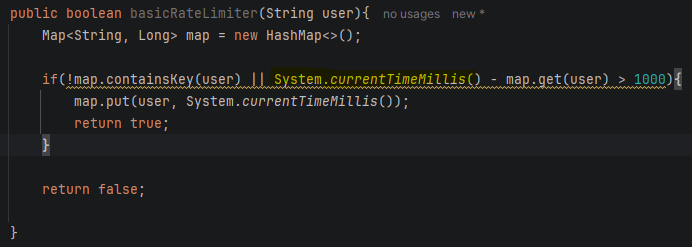 public boolean basicRateLimiter(String user){ no usages new *
    Map<String, Long> map = new HashMap<>();
    if(!map.containsKey(user) || System.currentTimeMillis() - map.get(user) > 1000){
        map.put(user, System.currentTimeMillis());
        return true;
    }
    return false;
}